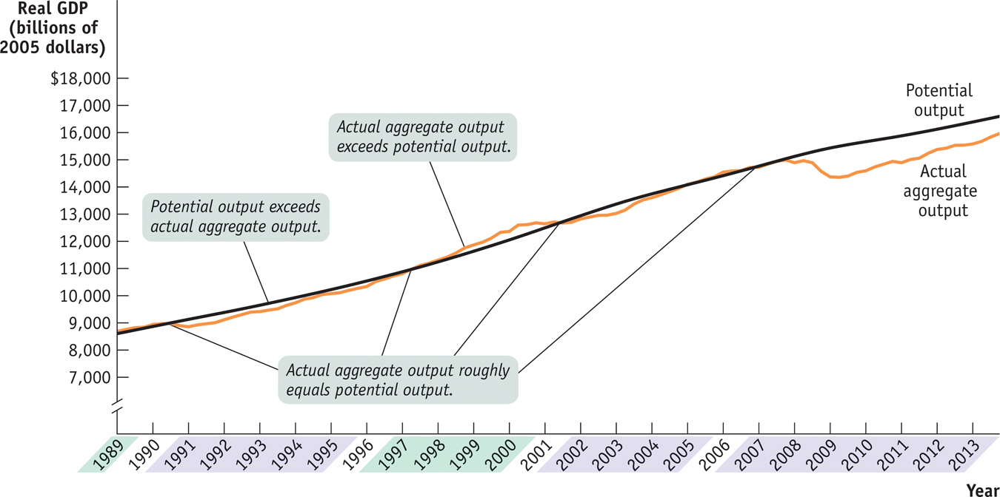 Real GDP
(billions of
2005 dollars)
$18,000
17,000
16,000
15,000
14,000
13,000
12,000
11,000
10,000
9,000
8,000
7,000
Potential output exceeds
actual aggregate output.
Actual aggregate output
exceeds potential output.
Actual aggregate output roughly
equals potential output.
Potential
output
Actual
aggregate
output
1989
1990
1991
1992
1993
1994
1995
1996
1997
1998
1999
2000
2001
2002
2003
2004
2005
2006
2007
2008
2009
2010
2011
2012
2013
Year